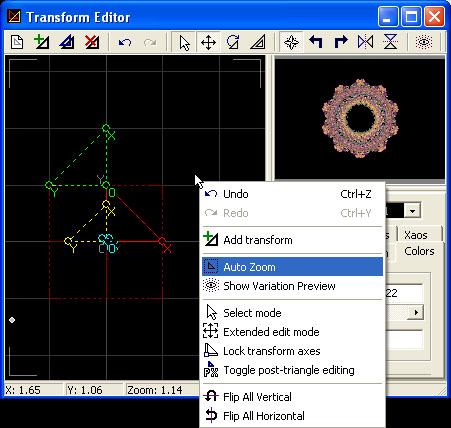 Transform Editor
X
Y
Y
O
X
Y
O
X
Undo Ctrl+Z
Redo Ctrl+Y
Add transform
Xaos
Auto Zoom
Colors
Show Variation Preview
22
Select mode
Extended edit mode
Lock transform axes
Toggle post-triangle editing
X: 1.65 Y: 1.06 Zoom: 1.14
Flip All Vertical
Flip All Horizontal